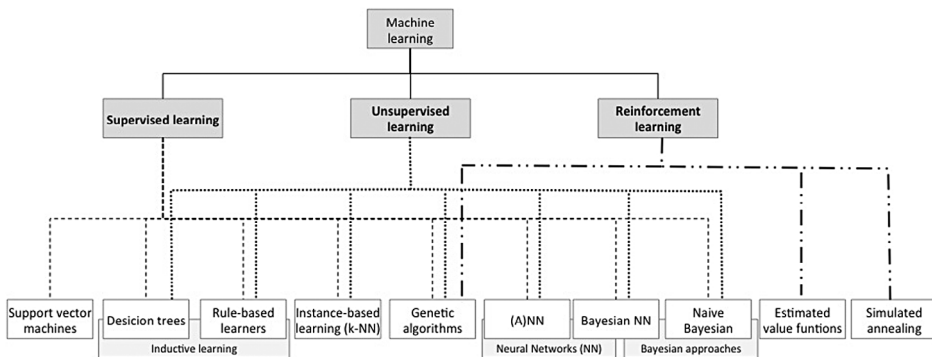 Machine
learning
Supervised learning
Unsupervised
learning
Reinforcement
learning
Support vector
machines
Desicion trees
Rule-based
learners
Instance-based
learning (k-NN)
Genetic
algorithms
(A)NN
Bayesian NN
Naive
Bayesian
Estimated
value funtions
Simulated
annealing
Inductive learning
Neural Networks (NN)
Bayesian approaches